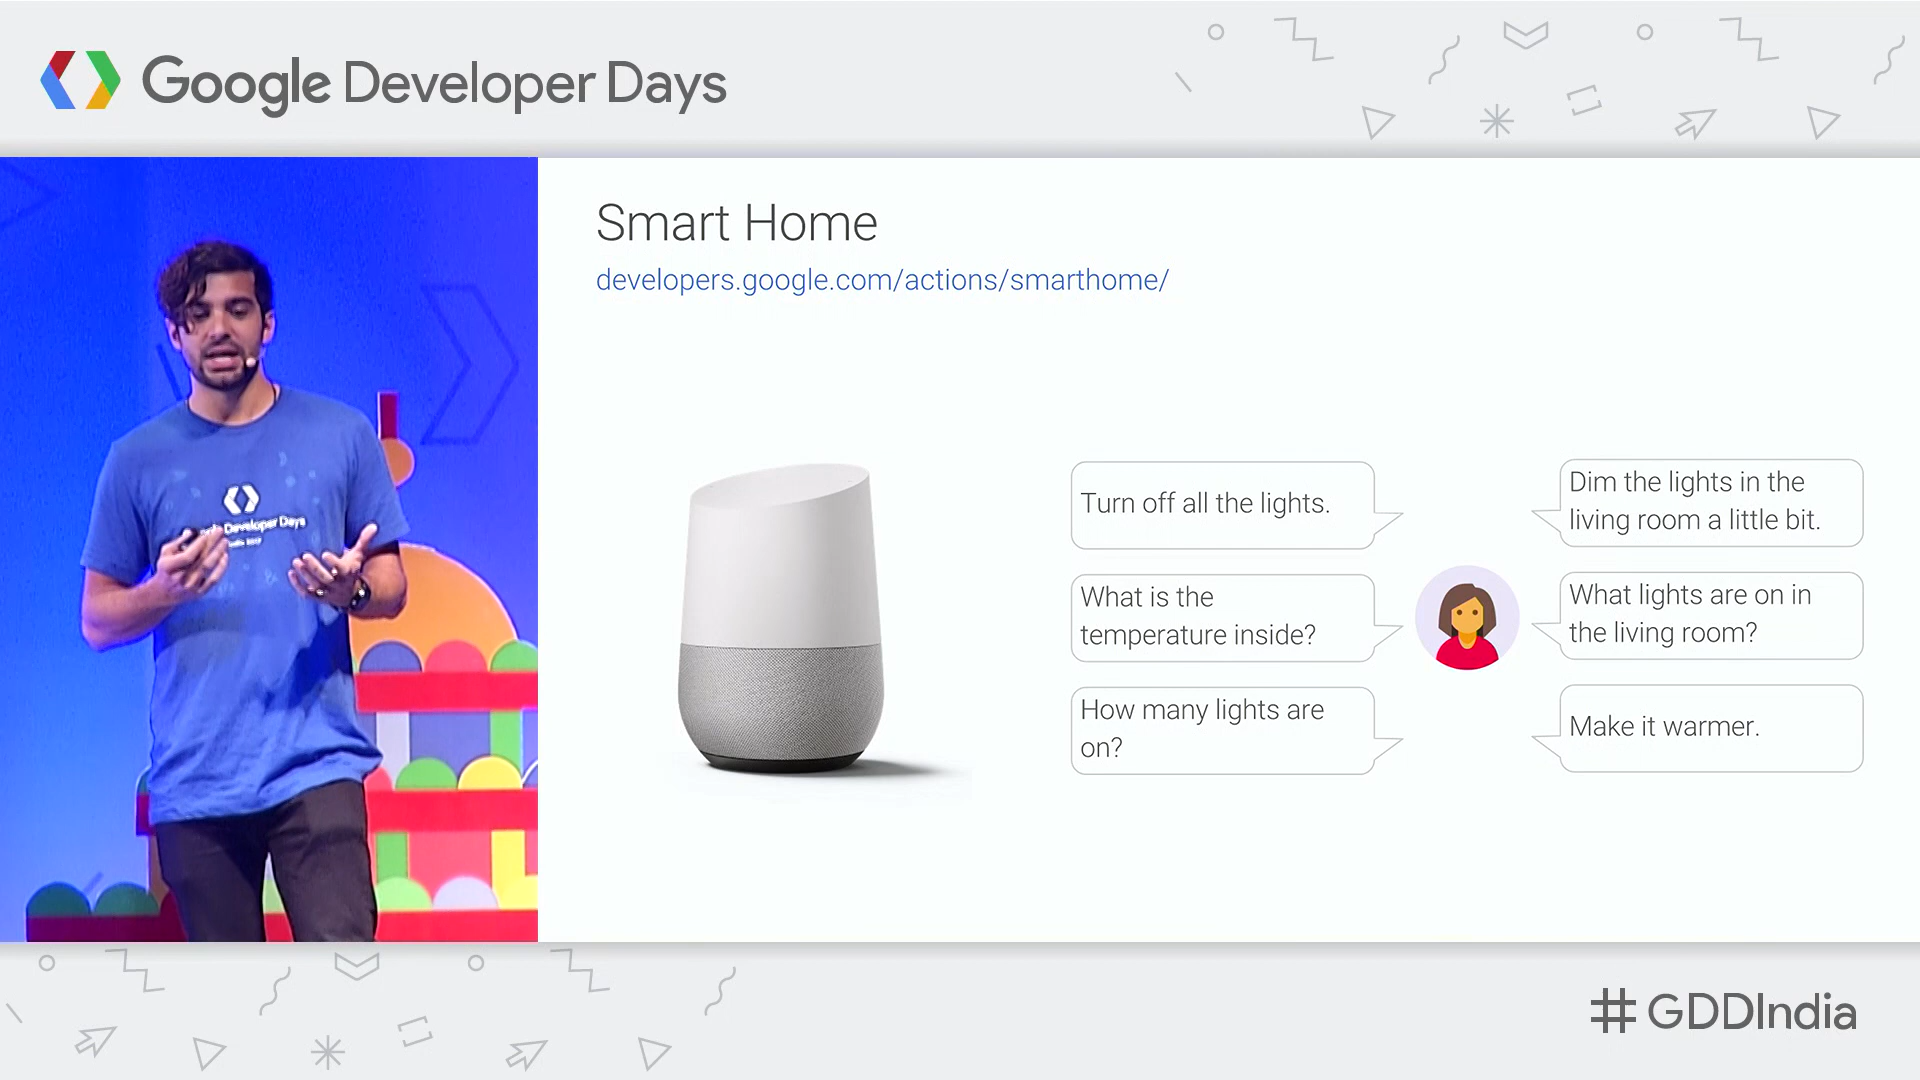 Google Developer Days
Smart Home
developers.google.com/actions/smarthome/
Turn off all the lights.
What is the
temperature inside?
How many lights are
on?
Dim the lights in the
living room a little bit.
What lights are on in
the living room?
Make it warmer.
Developer Days
#GDDIndia